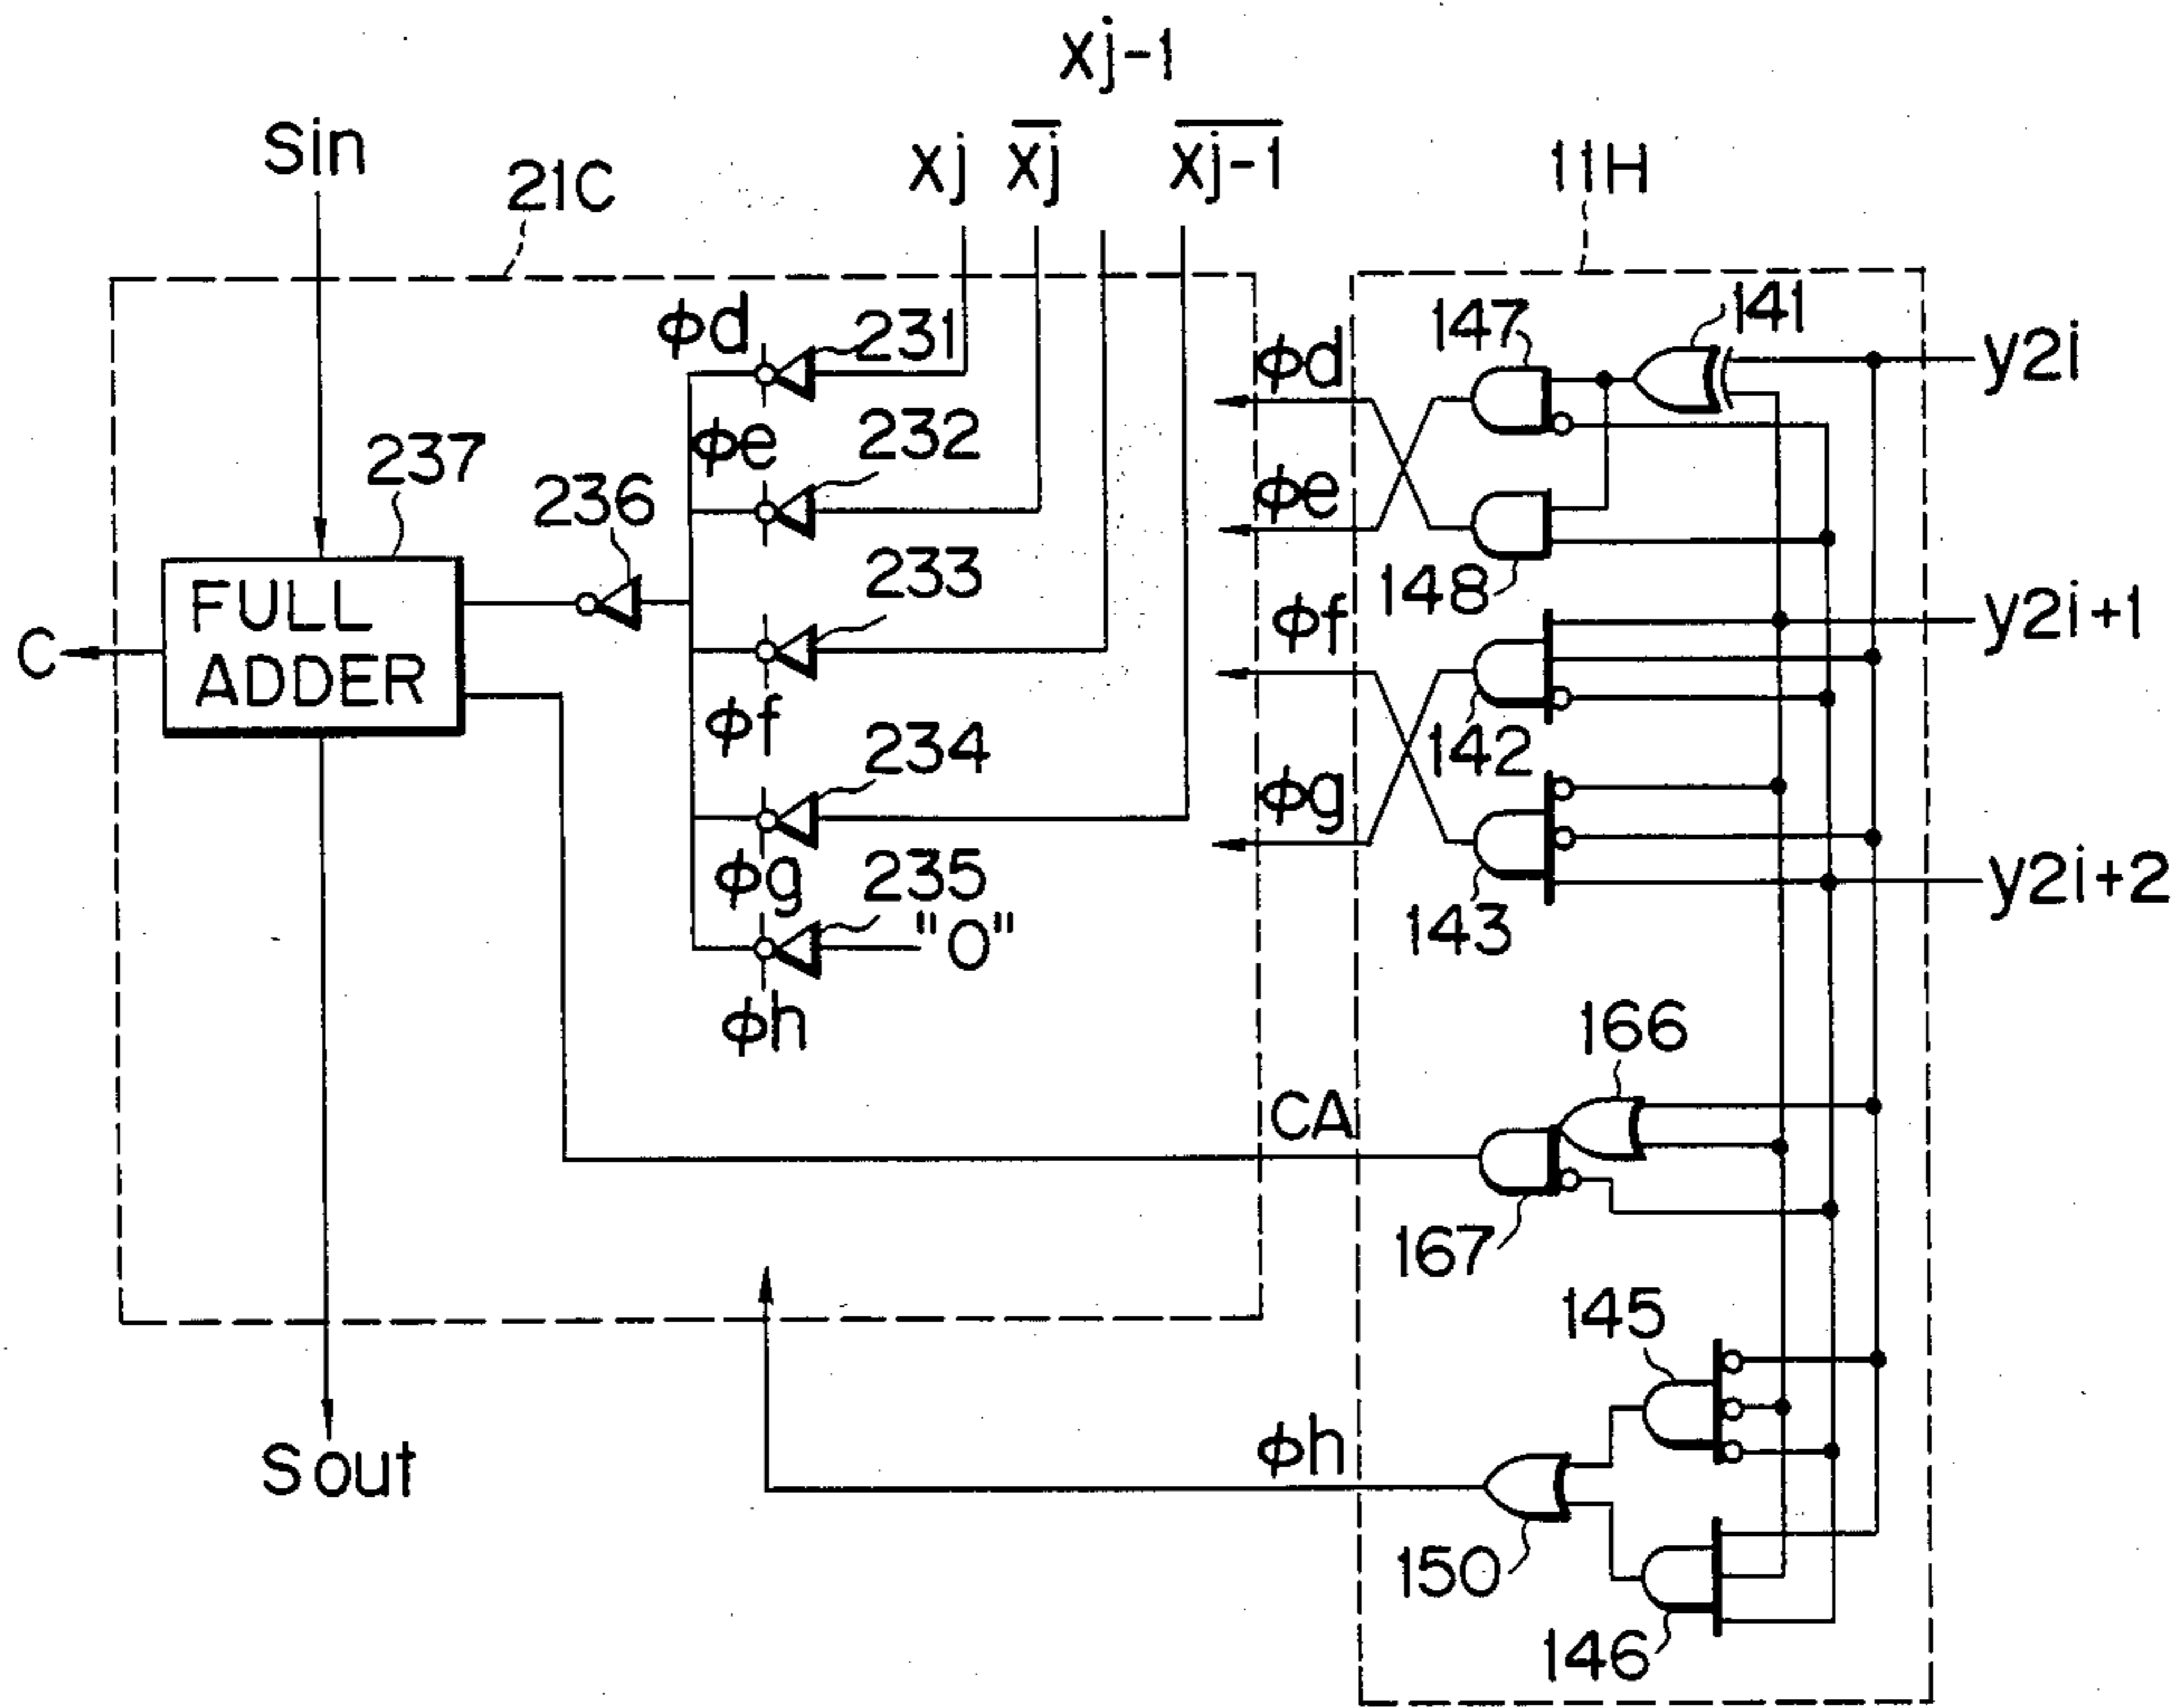 xj-1
Sin
21C
xj
x̅j̅
x̅j̅-̅1̅
11H
φd
231
φd
147
141
y2i
φe
232
237
236
φe
233
φf
148
y2i+1
FULL
ADDER
C
φf
234
φg
142
φg
235
"0"
143
y2i+2
φh
166
CA
167
145
φh
Sout
150
146